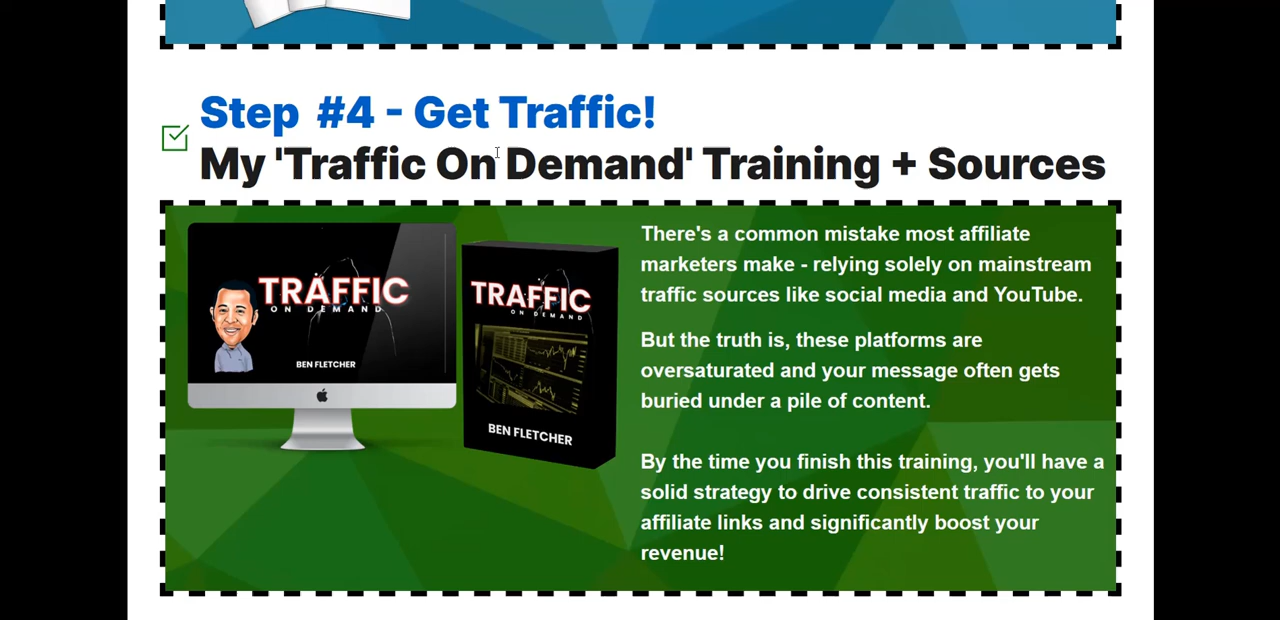 Step #4 - Get Traffic!
My 'Traffic On Demand' Training + Sources
TRAFFIC
ON DEMAND
BEN FLETCHER
TRAFFIC
ON DEMAND
BEN FLETCHER
There's a common mistake most affiliate
marketers make - relying solely on mainstream
traffic sources like social media and YouTube.
But the truth is, these platforms are
oversaturated and your message often gets
buried under a pile of content.
By the time you finish this training, you'll have a
solid strategy to drive consistent traffic to your
affiliate links and significantly boost your
revenue!